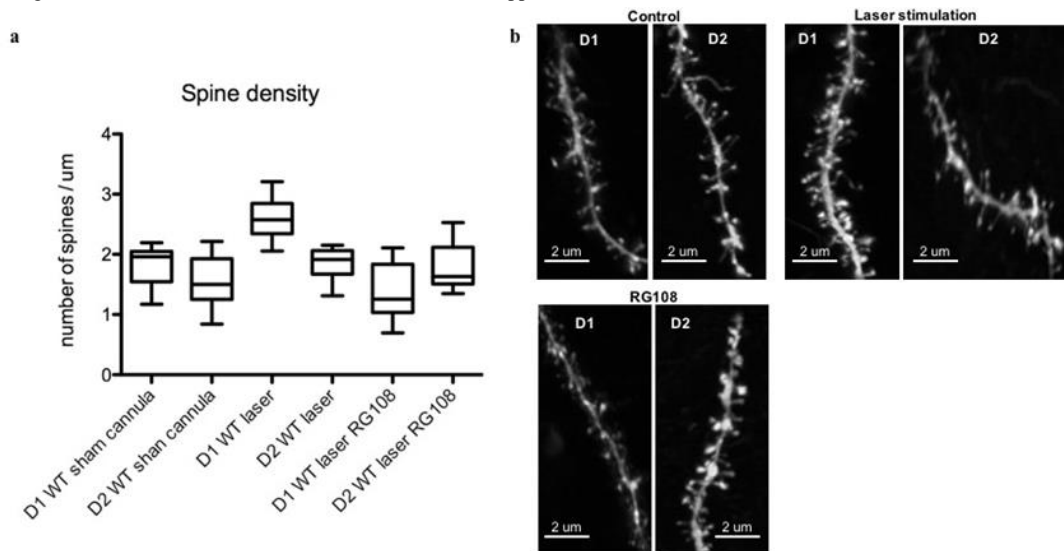 a
Spine density
number of spines / um
4
3
2
1
0
D1 WT sham cannula
D2 WT shan cannula
D1 WT laser
D2 WT laser
D1 WT laser RG108
D2 WT laser RG108
b
Control
Laser stimulation
D1
D2
D1
D2
2 um
2 um
2 um
2 um
RG108
D1
D2
2 um
2 um